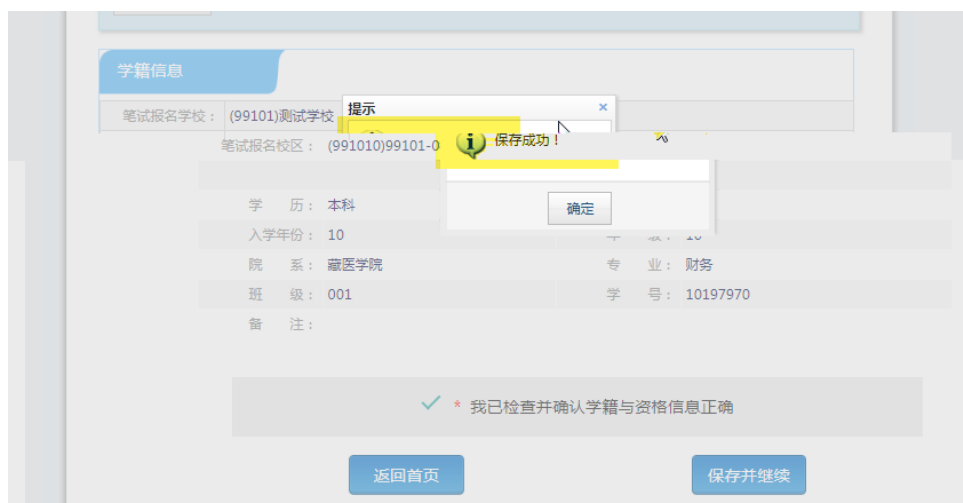 学籍信息
笔试报名学校： (99101)测试学校
提示 ×
笔试报名校区： (991010)99101-0
保存成功！
学 历： 本科
确定
入学年份： 10
院 系： 藏医学院 专 业： 财务
班 级： 001 学 号： 10197970
备 注：
* 我已检查并确认学籍与资格信息正确
返回首页 保存并继续